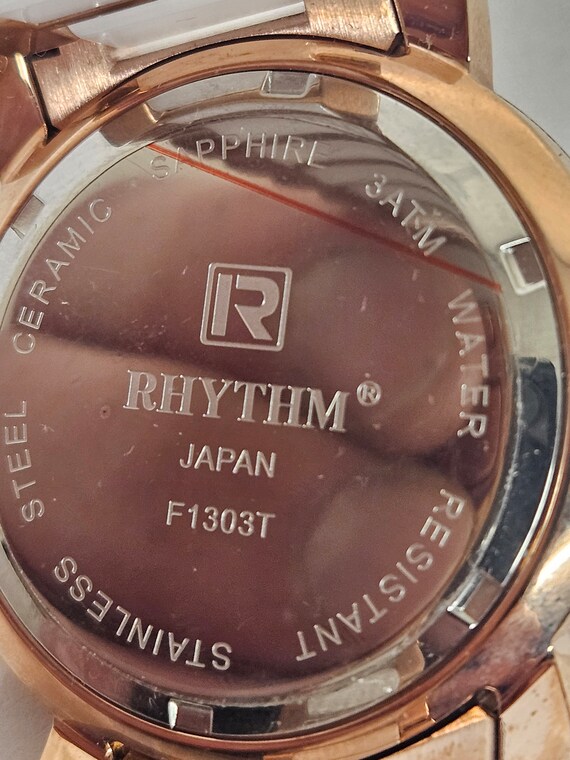 SAPPHIRE 3ATM WATER RESISTANT STAINLESS STEEL CERAMIC
R
RHYTHM®
JAPAN
F1303T